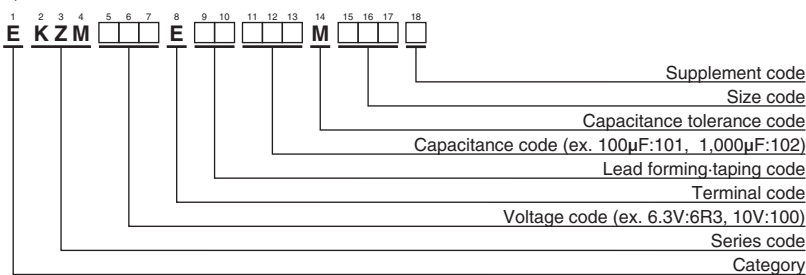 1 2 3 4 5 6 7 8 9 10 11 12 13 14 15 16 17 18
E KZM □□□ E □□ □□□ M □□□ □
Supplement code
Size code
Capacitance tolerance code
Capacitance code (ex. 100µF:101, 1,000µF:102)
Lead forming·taping code
Terminal code
Voltage code (ex. 6.3V:6R3, 10V:100)
Series code
Category